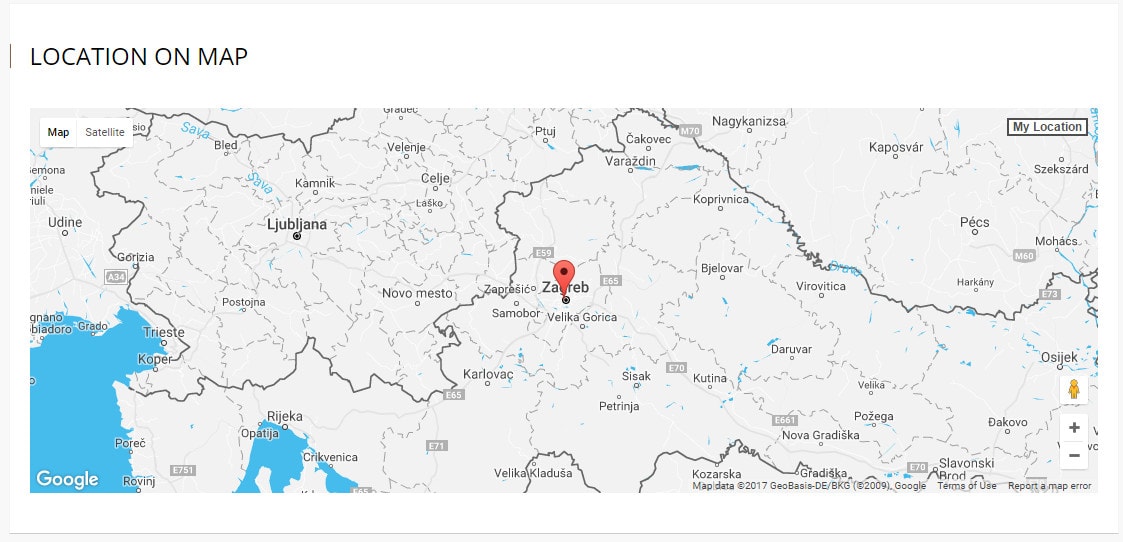 LOCATION ON MAP
Map
Satellite
My Location
Sava
Bled
Velenje
Ptuj
Čakovec
M70
Nagykanizsa
Kaposvár
Varaždin
Szekszárd
Udine
Sava
Kamnik
Celje
Laško
Koprivnica
Ljubljana
Pécs
Mohács
Gorizia
E59
M60
A34
Postojna
Novo mesto
Zaprešić
Zagreb
E65
Bjelovar
Drava
Virovitica
Harkány
E73
Samobor
Velika Gorica
Grado
Trieste
Koper
Daruvar
Osijek
Karlovac
Sisak
E70
Kutina
Velika
E65
Petrinja
Rijeka
Opatija
E661
Požega
Đakovo
Poreč
E71
Nova Gradiška
Crikvenica
E751
Rovinj
Velika Kladuša
Kozarska
Gradiška
E70
Slavonski
Brod
Google
Map data ©2017 GeoBasis-DE/BKG (©2009), Google
Terms of Use
Report a map error